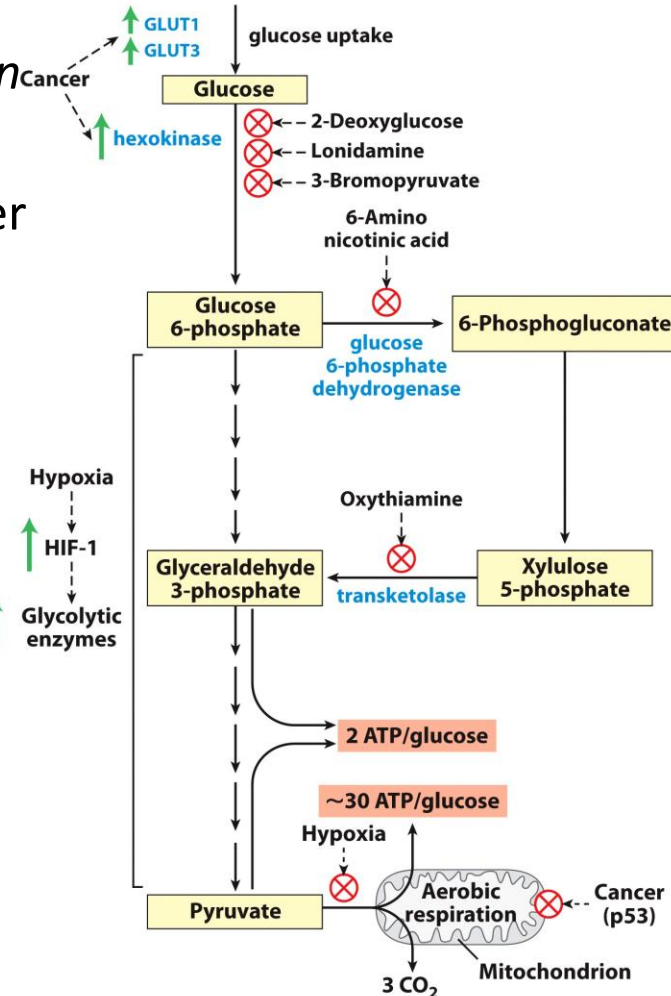 GLUT1
GLUT3
glucose uptake
n
Cancer
Glucose
hexokinase
2-Deoxyglucose
Lonidamine
3-Bromopyruvate
er
6-Amino
nicotinic acid
Glucose
6-phosphate
6-Phosphogluconate
glucose
6-phosphate
dehydrogenase
Hypoxia
HIF-1
Glycolytic
enzymes
Oxythiamine
Glyceraldehyde
3-phosphate
transketolase
Xylulose
5-phosphate
2 ATP/glucose
~30 ATP/glucose
Hypoxia
Pyruvate
Aerobic
respiration
Cancer
(p53)
Mitochondrion
3 CO₂